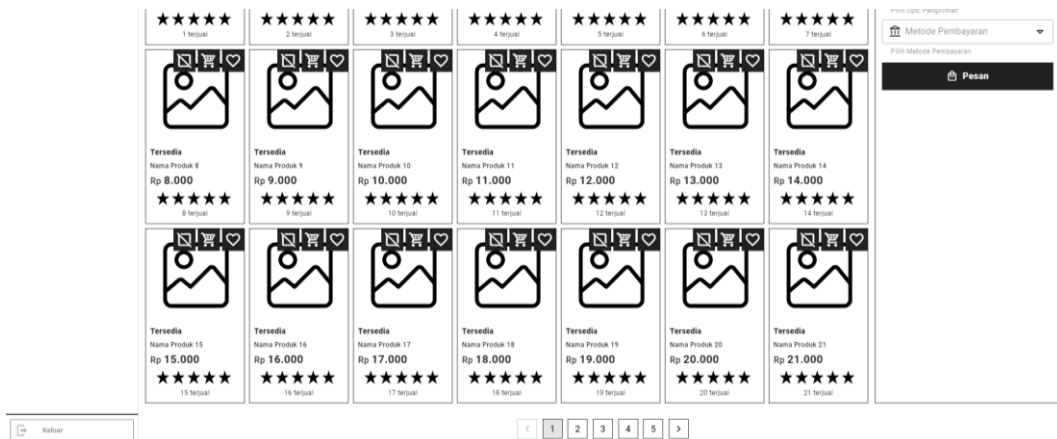 1 terjual 2 terjual 3 terjual 4 terjual 5 terjual 6 terjual 7 terjual
Tersedia Tersedia Tersedia Tersedia Tersedia Tersedia Tersedia
Nama Produk 8 Nama Produk 9 Nama Produk 10 Nama Produk 11 Nama Produk 12 Nama Produk 13 Nama Produk 14
Rp 8.000 Rp 9.000 Rp 10.000 Rp 11.000 Rp 12.000 Rp 13.000 Rp 14.000
8 terjual 9 terjual 10 terjual 11 terjual 12 terjual 13 terjual 14 terjual
Tersedia Tersedia Tersedia Tersedia Tersedia Tersedia Tersedia
Nama Produk 15 Nama Produk 16 Nama Produk 17 Nama Produk 18 Nama Produk 19 Nama Produk 20 Nama Produk 21
Rp 15.000 Rp 16.000 Rp 17.000 Rp 18.000 Rp 19.000 Rp 20.000 Rp 21.000
15 terjual 16 terjual 17 terjual 18 terjual 19 terjual 20 terjual 21 terjual
< 1 2 3 4 5 >
Pilih Opsi Pengiriman
Metode Pembayaran
Pilih Metode Pembayaran
Pesan
Keluar